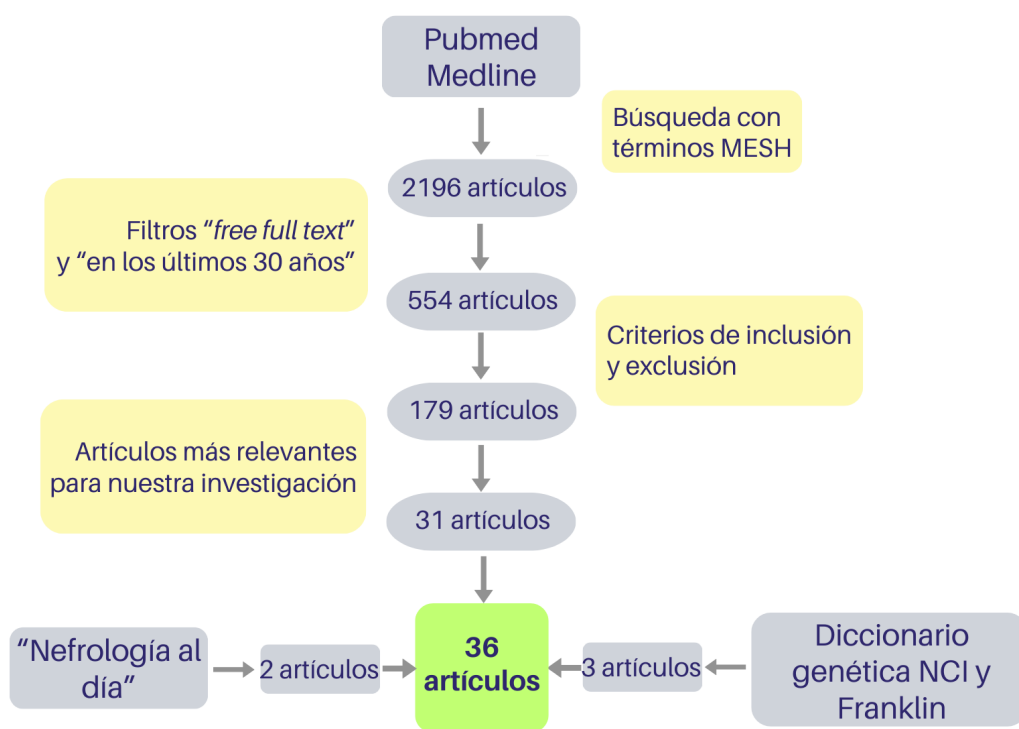 Pubmed
Medline
Búsqueda con
términos MESH
2196 artículos
Filtros “free full text”
y “en los últimos 30 años”
554 artículos
Criterios de inclusión
y exclusión
179 artículos
Artículos más relevantes
para nuestra investigación
31 artículos
“Nefrología al
día”
2 artículos
36
artículos
3 artículos
Diccionario
genética NCI y
Franklin